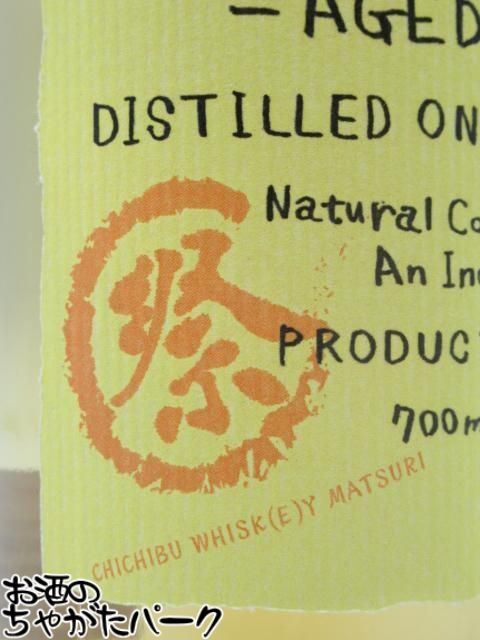 — AGED
DISTILLED ON
Natural Co
An In
PRODUC
700m
祭
CHICHIBU WHISK(E)Y MATSURI
お酒の
ちゃがたパーク